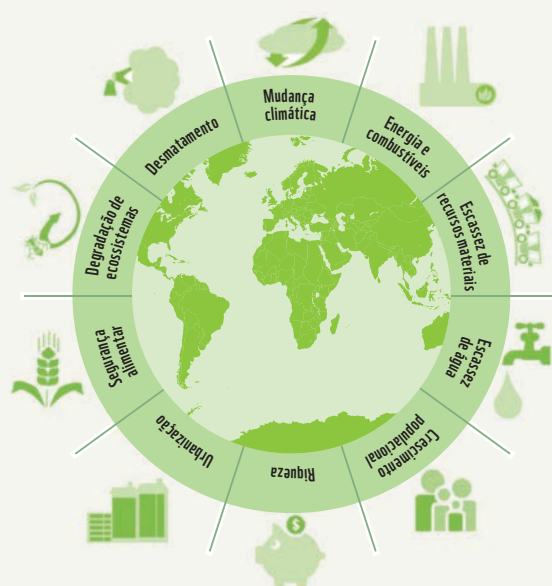 Mudança
climática
Energia e
combustíveis
Escassez de
recursos materiais
Escassez
de água
Crescimento
populacional
Riqueza
Urbanização
Segurança
alimentar
Degradação de
ecossistemas
Desmatamento
$